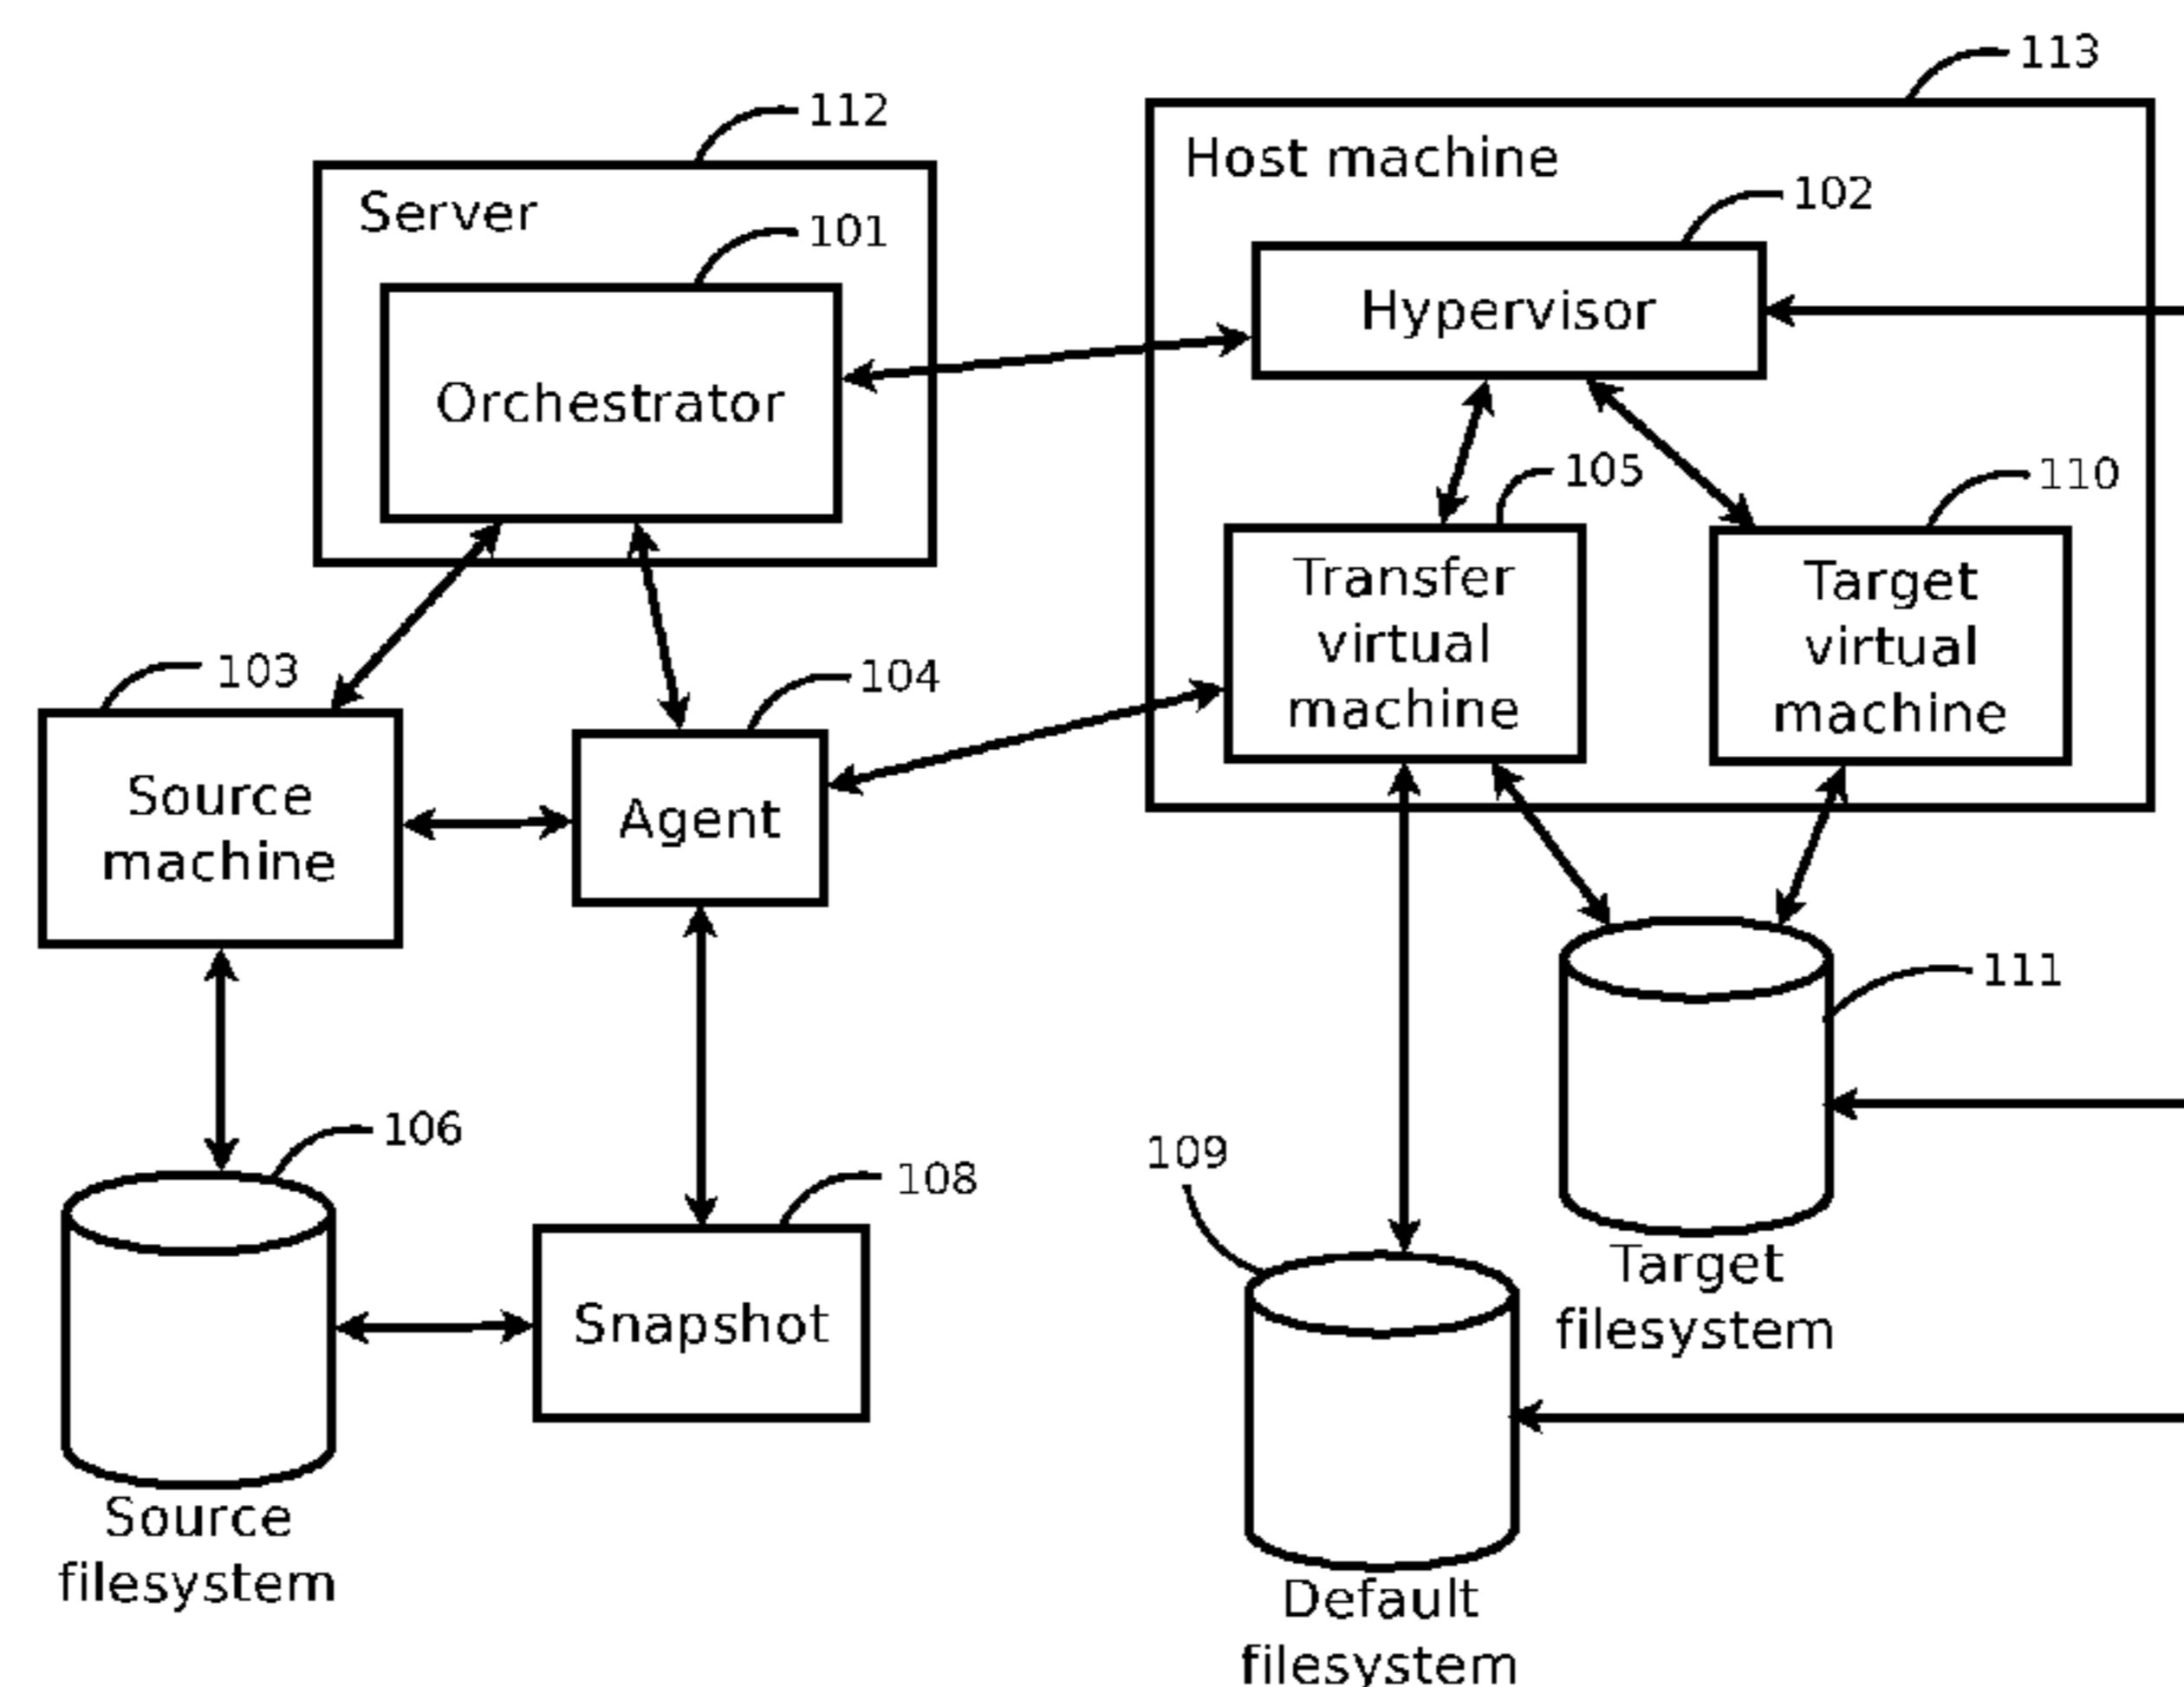 113
112
Host machine
102
Server
101
Hypervisor
Orchestrator
105
110
Transfer
virtual
machine
Target
virtual
machine
103
104
Source
machine
Agent
111
106
109
108
Target
filesystem
Snapshot
Source
filesystem
Default
filesystem